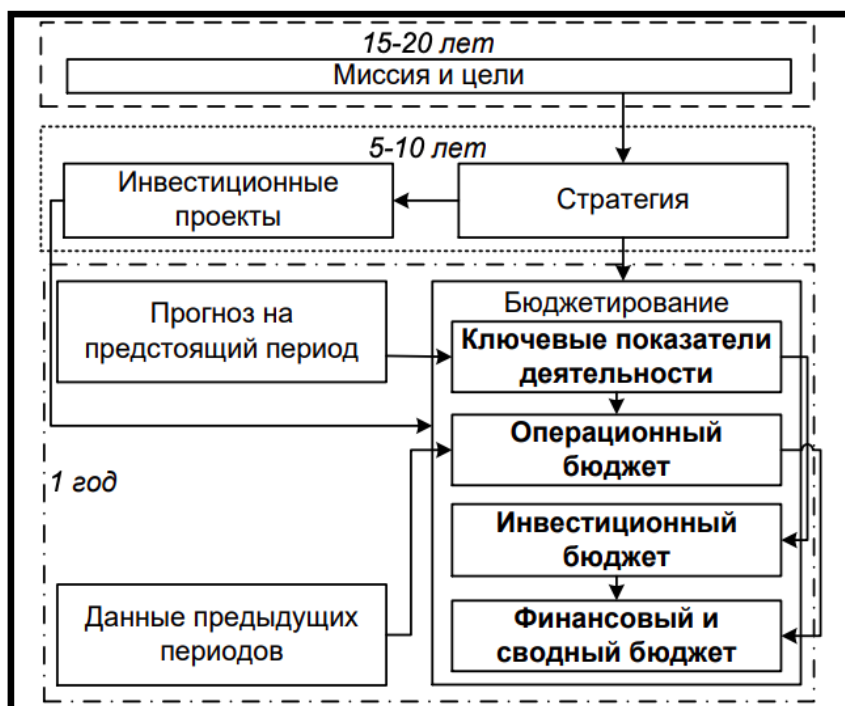 15-20 лет
Миссия и цели
5-10 лет
Инвестиционные
проекты
Стратегия
Прогноз на
предстоящий период
Бюджетирование
Ключевые показатели
деятельности
Операционный
бюджет
1 год
Инвестиционный
бюджет
Данные предыдущих
периодов
Финансовый и
сводный бюджет